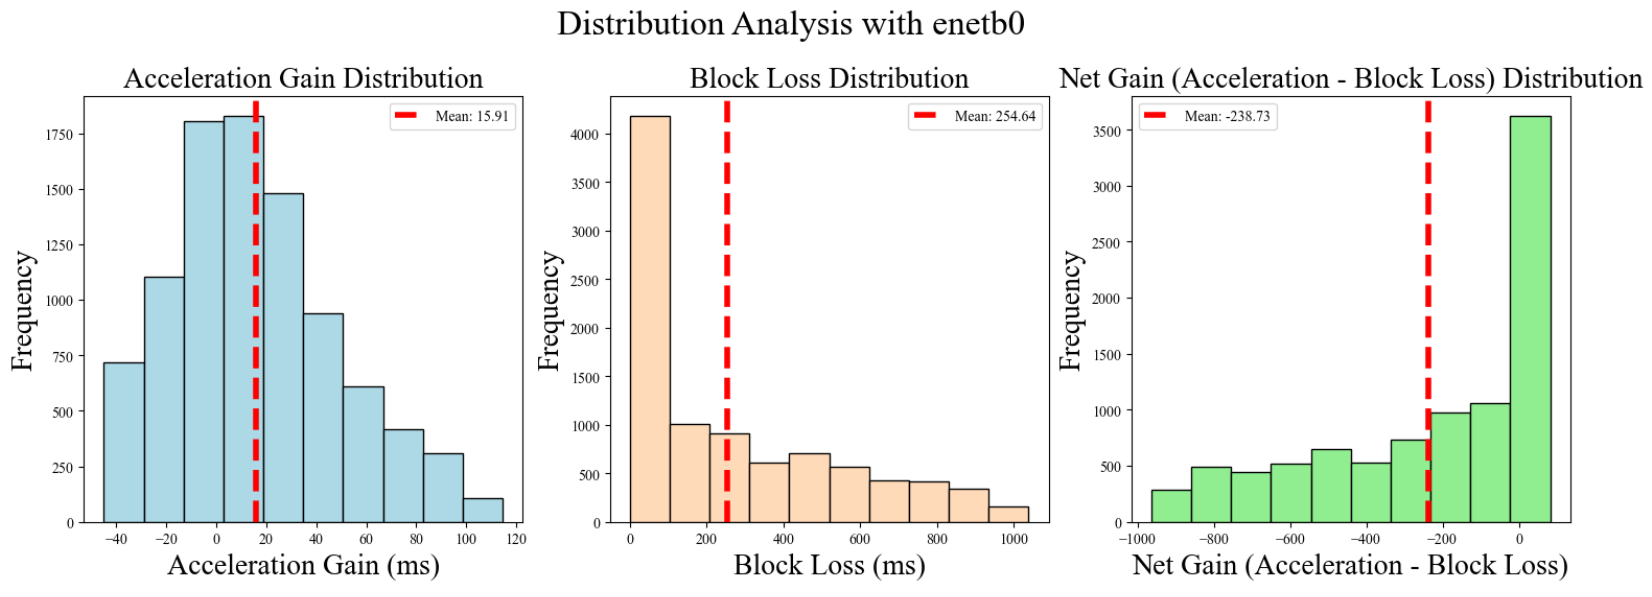 Distribution Analysis with enetb0
Acceleration Gain Distribution
Mean: 15.91
1750
1500
1250
1000
750
500
250
0
Frequency
−40 −20 0 20 40 60 80 100 120
Acceleration Gain (ms)
Block Loss Distribution
Mean: 254.64
4000
3500
3000
2500
2000
1500
1000
500
0
Frequency
0 200 400 600 800 1000
Block Loss (ms)
Net Gain (Acceleration - Block Loss) Distribution
Mean: -238.73
3500
3000
2500
2000
1500
1000
500
0
Frequency
−1000 −800 −600 −400 −200 0
Net Gain (Acceleration - Block Loss)